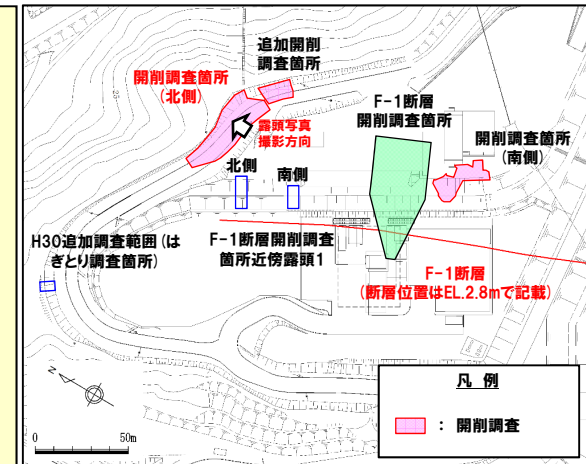 追加開削
調査箇所
開削調査箇所
(北側)
F-1断層
開削調査箇所
露頭写真
撮影方向
開削調査箇所
(南側)
北側
南側
H30追加調査範囲(は
ぎとり調査箇所)
F-1断層開削調査
箇所近傍露頭1
F-1断層
(断層位置はEL.2.8mで記載)
N
凡 例
: 開削調査
0
50m